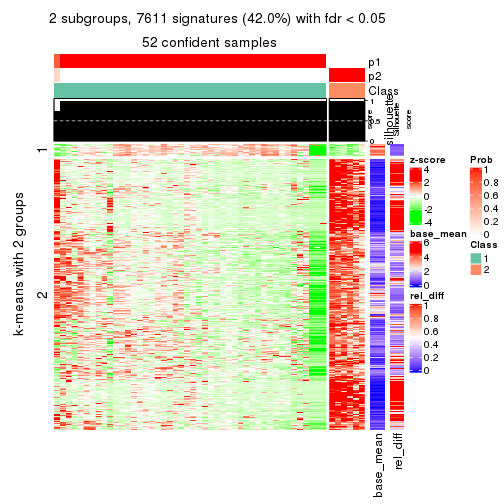 2 subgroups, 7611 signatures (42.0%) with fdr < 0.05
52 confident samples
p1
p2
Class
1
0.5
0
silhouette
score
Silhouette
score
score
k-means with 2 groups
1
2
z-score
4
2
0
-2
-4
base_mean
6
4
2
0
rel_diff
1
0.8
0.6
0.4
0.2
0
Prob
1
0.8
0.6
0.4
0.2
0
Class
1
2
base_mean
rel_diff